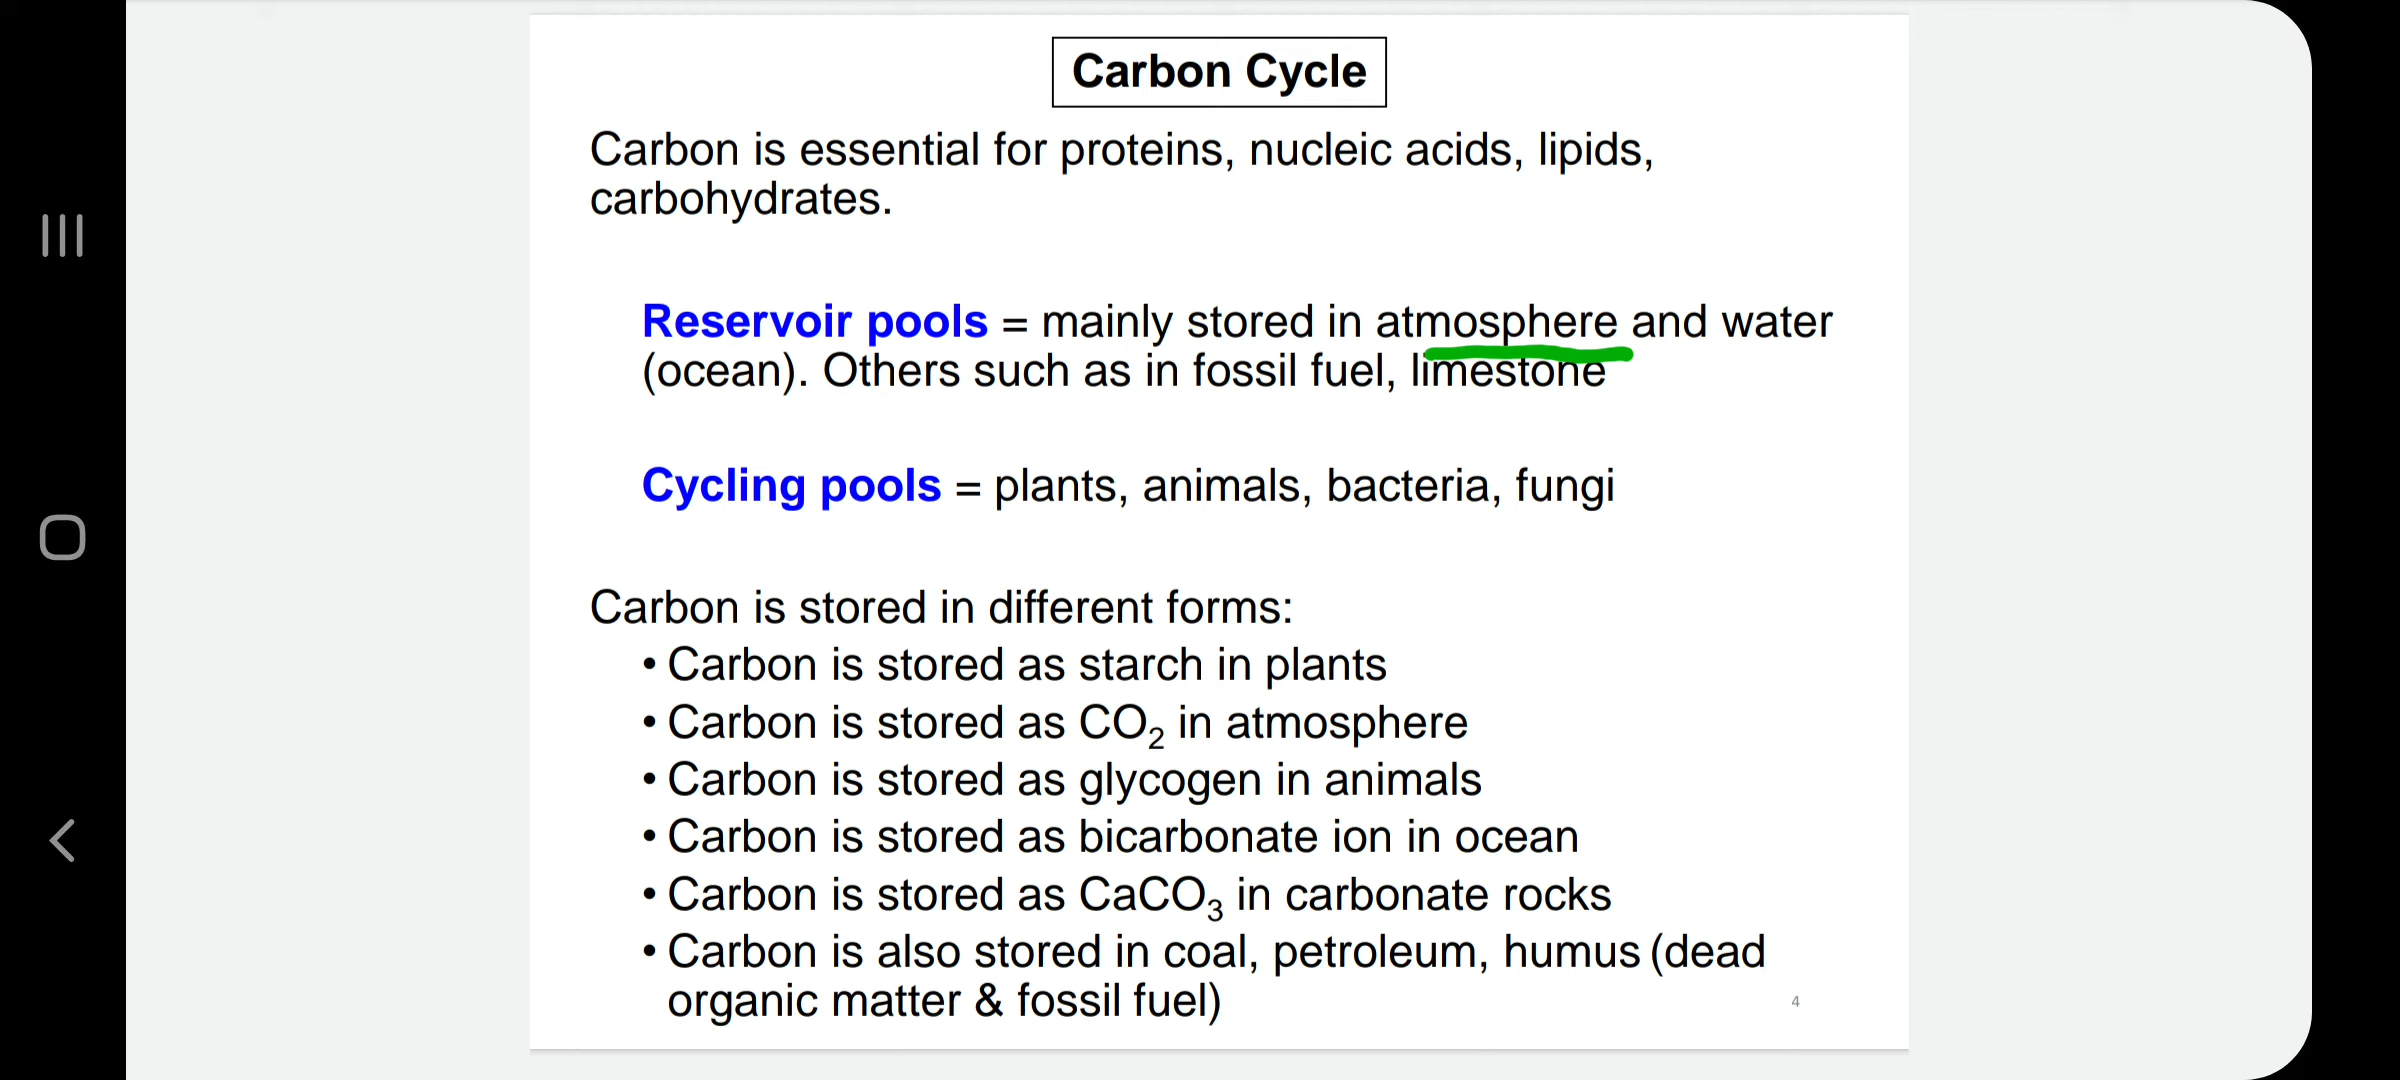 Carbon Cycle
Carbon is essential for proteins, nucleic acids, lipids,
carbohydrates.
Reservoir pools = mainly stored in atmosphere and water
(ocean). Others such as in fossil fuel, limestone
Cycling pools = plants, animals, bacteria, fungi
Carbon is stored in different forms:
• Carbon is stored as starch in plants
• Carbon is stored as CO₂ in atmosphere
• Carbon is stored as glycogen in animals
• Carbon is stored as bicarbonate ion in ocean
• Carbon is stored as CaCO₃ in carbonate rocks
• Carbon is also stored in coal, petroleum, humus (dead
organic matter & fossil fuel)
4